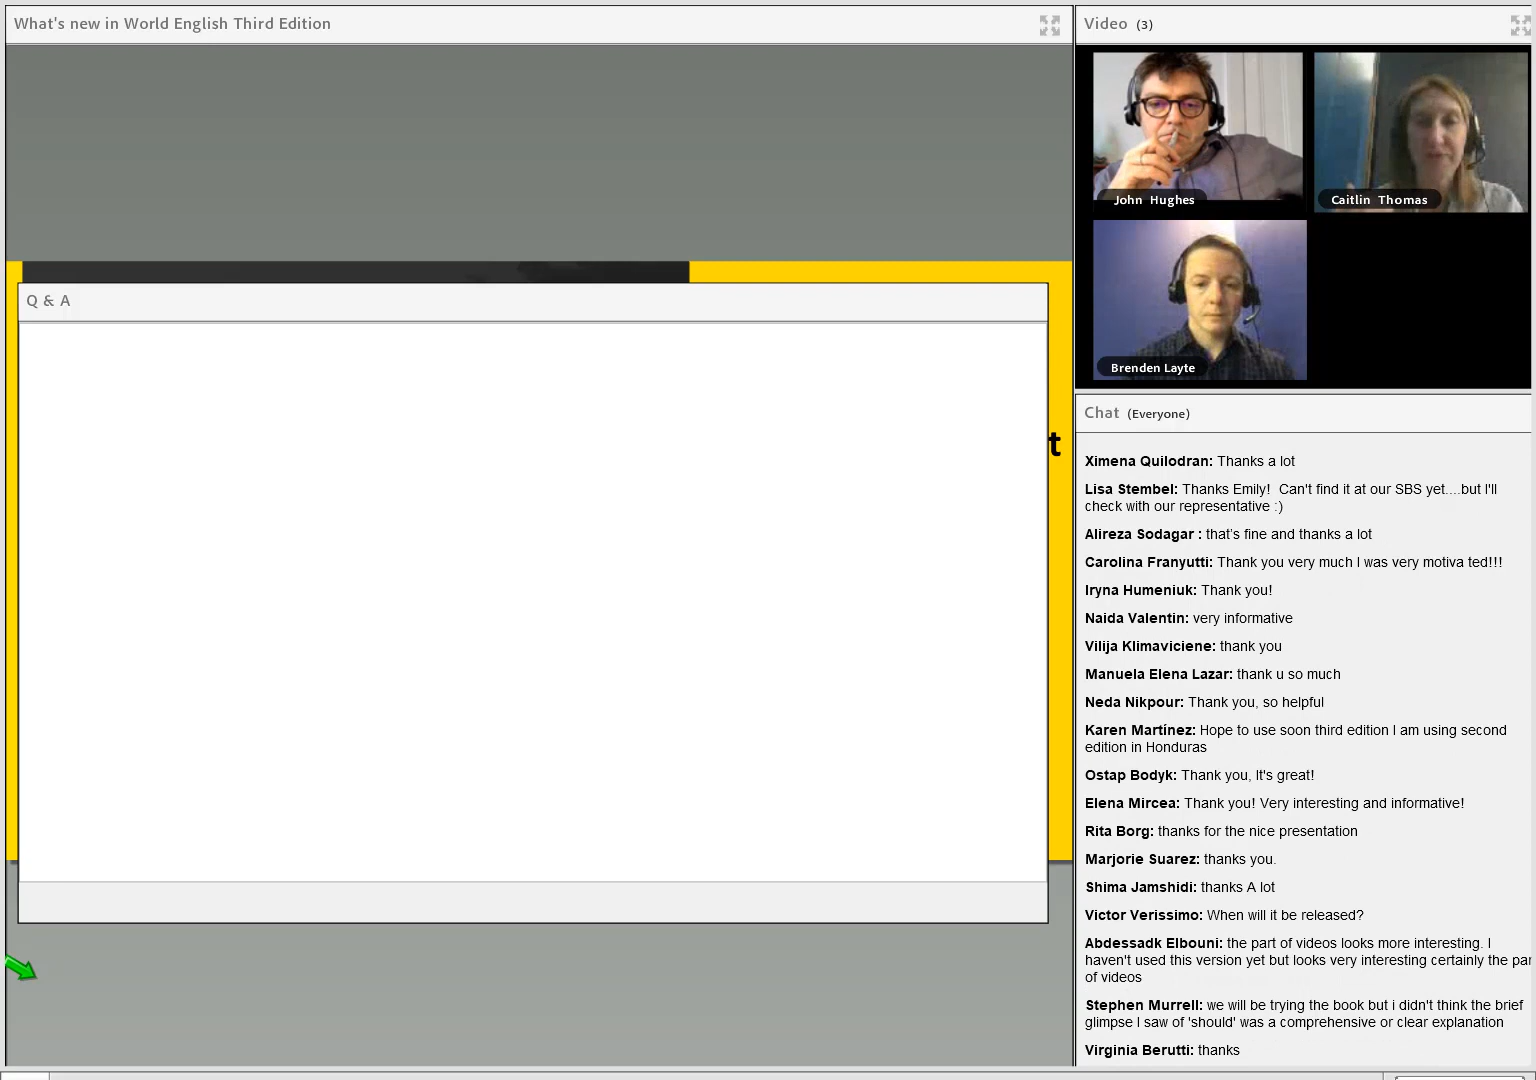 What's new in World English Third Edition
Video (3)
John Hughes
Caitlin Thomas
Brenden Layte
Q & A
t
Chat (Everyone)
Ximena Quilodran: Thanks a lot
Lisa Stembel: Thanks Emily!  Can't find it at our SBS yet....but I'll
check with our representative :)
Alireza Sodagar : that's fine and thanks a lot
Carolina Franyutti: Thank you very much I was very motiva ted!!!
Iryna Humeniuk: Thank you!
Naida Valentin: very informative
Vilija Klimaviciene: thank you
Manuela Elena Lazar: thank u so much
Neda Nikpour: Thank you, so helpful
Karen Martínez: Hope to use soon third edition I am using second
edition in Honduras
Ostap Bodyk: Thank you, It's great!
Elena Mircea: Thank you! Very interesting and informative!
Rita Borg: thanks for the nice presentation
Marjorie Suarez: thanks you.
Shima Jamshidi: thanks A lot
Victor Verissimo: When will it be released?
Abdessadk Elbouni: the part of videos looks more interesting. I
haven't used this version yet but looks very interesting certainly the par
of videos
Stephen Murrell: we will be trying the book but i didn't think the brief
glimpse I saw of 'should' was a comprehensive or clear explanation
Virginia Berutti: thanks